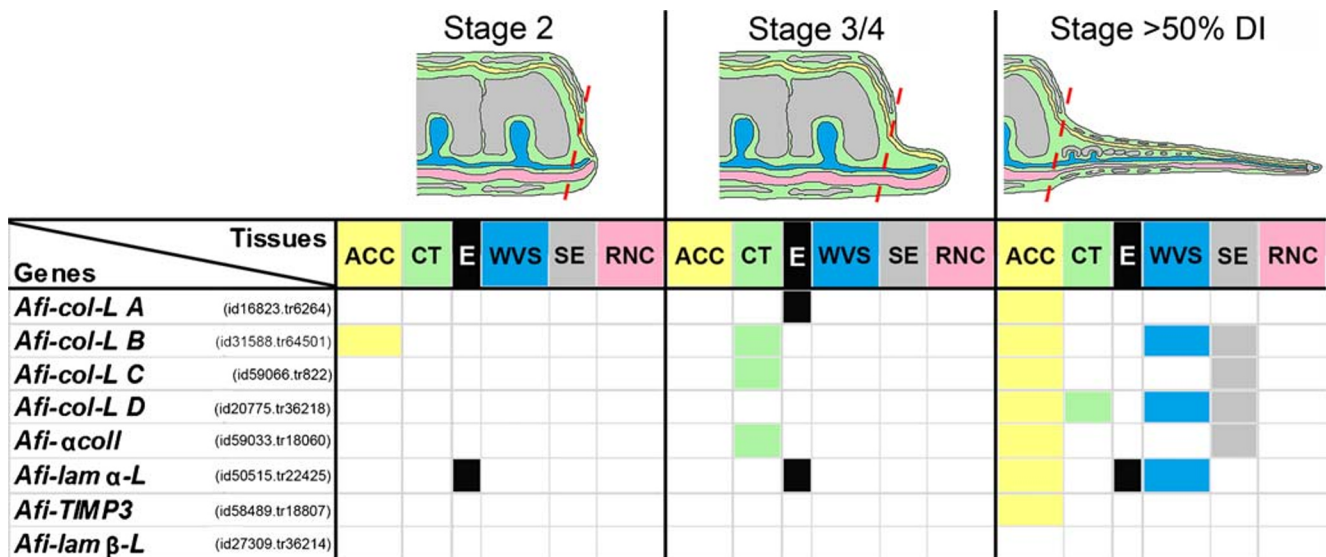 Stage 2 Stage 3/4 Stage >50% DI
Tissues
Genes
ACC CT E WVS SE RNC ACC CT E WVS SE RNC ACC CT E WVS SE RNC
Afi-col-L A (id16823.tr6264)
Afi-col-L B (id31588.tr64501)
Afi-col-L C (id59066.tr822)
Afi-col-L D (id20775.tr36218)
Afi-αcolI (id59033.tr18060)
Afi-lam α-L (id50515.tr22425)
Afi-TIMP3 (id58489.tr18807)
Afi-lam β-L (id27309.tr36214)